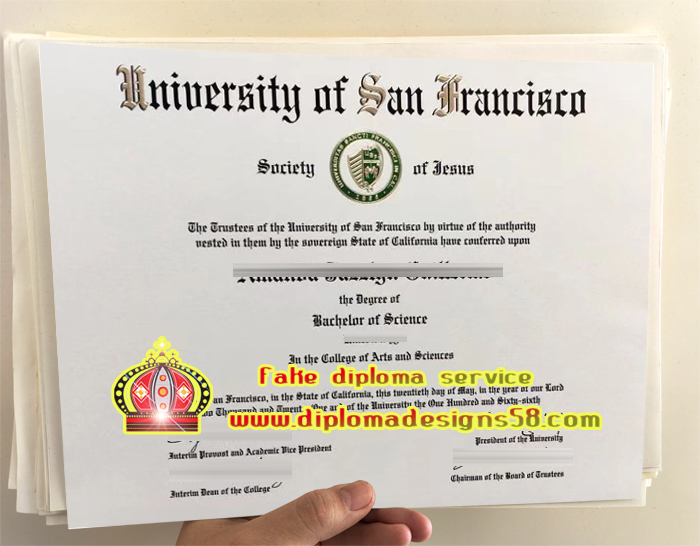 University of San Francisco
Society of Jesus
The Trustees of the University of San Francisco by virtue of the authority
vested in them by the sovereign State of California have conferred upon
the Degree of
Bachelor of Science
In the College of Arts and Sciences
fake diploma service
San Francisco, in the State of California, this twentieth day of May, in the year of our Lord
Thousand and of the University the One Hundred and Sixty-sixth
www.diplomadesigns58.com
Interim Provost and Academic Vice President
President of the University
Chairman of the Board of Trustees
Interim Dean of the College